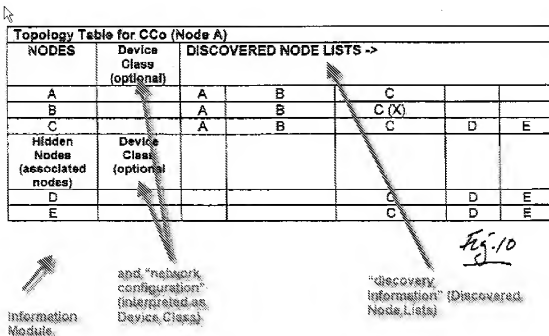 Topology Table for CCo (Node A)
NODES Device Class (optional) DISCOVERED NODE LISTS ->
A A B C
B A B C (X)
C A B C D E
Hidden Nodes (associated nodes) Device Class (optional
D C D E
E C D E
Fig. 10
Information Module.
and "network configuration" (interpreted as Device Class)
"discovery information" (Discovered Node Lists)